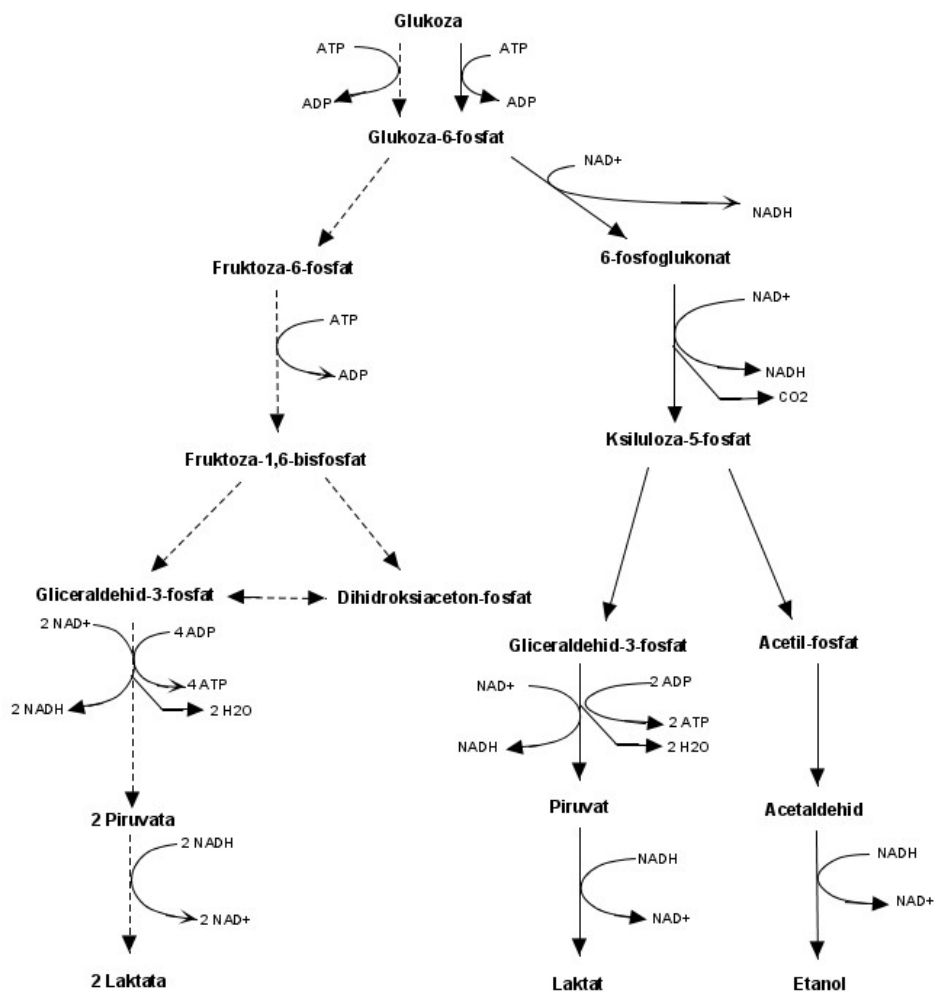 Glukoza
ATP
ATP
ADP
ADP
Glukoza-6-fosfat
NAD+
NADH
Fruktoza-6-fosfat
6-fosfoglukonat
ATP
NAD+
ADP
NADH
CO2
Fruktoza-1,6-bisfosfat
Ksiluloza-5-fosfat
Gliceraldehid-3-fosfat
Dihidroksiaceton-fosfat
2 NAD+
4 ADP
Gliceraldehid-3-fosfat
Acetil-fosfat
4 ATP
2 NADH
2 H2O
NAD+
2 ADP
2 ATP
NADH
2 H2O
2 Piruvata
Piruvat
Acetaldehid
2 NADH
NADH
NADH
2 NAD+
NAD+
NAD+
2 Laktata
Laktat
Etanol